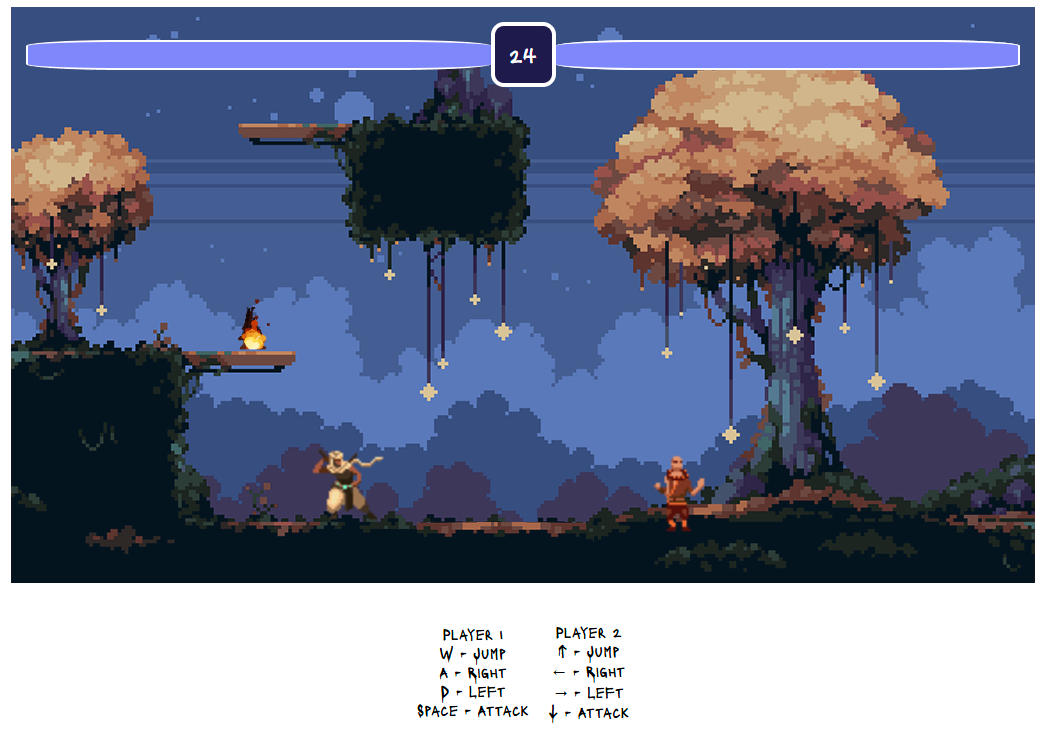 24
PLAYER 1
W - JUMP
A - RIGHT
D - LEFT
SPACE - ATTACK
PLAYER 2
↑ - JUMP
← - RIGHT
→ - LEFT
↓ - ATTACK